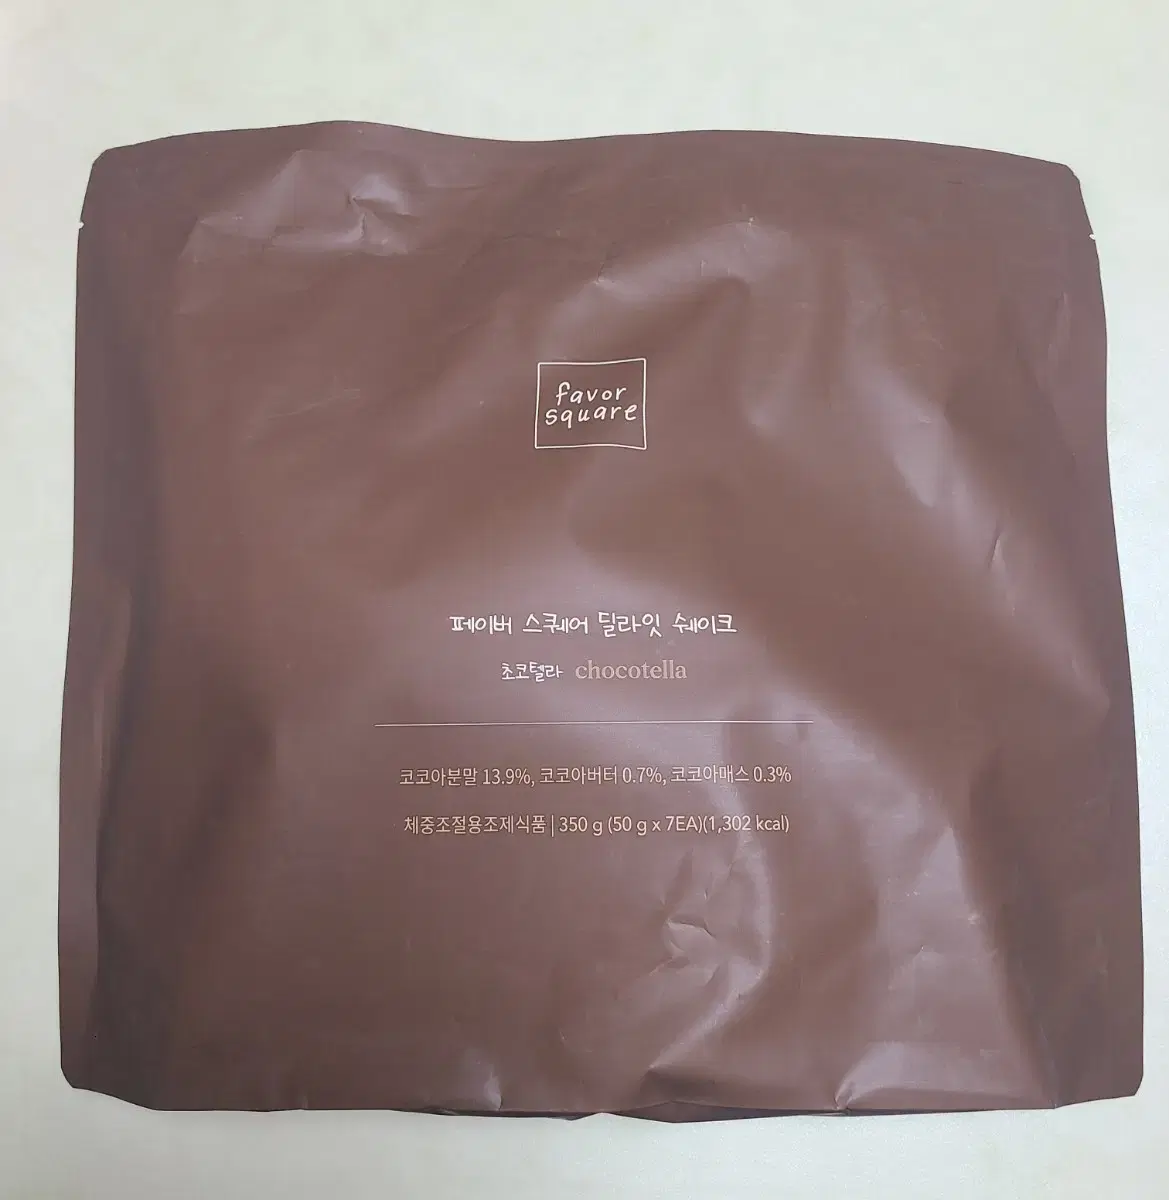 favor
square
페이버 스퀘어 딜라잇 쉐이크
초코텔라 chocotella
코코아분말 13.9%, 코코아버터 0.7%, 코코아매스 0.3%
체중조절용조제식품 | 350 g (50 g x 7EA)(1,302 kcal)